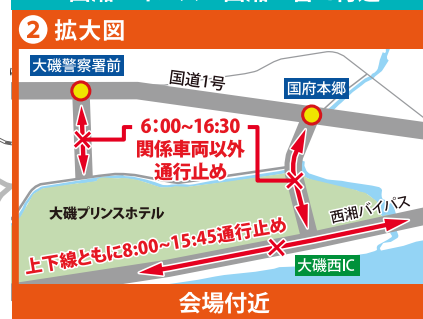 ② 拡大図
大磯警察署前
国道1号
国府本郷
6：00~16:30
関係車両以外
通行止め
大磯プリンスホテル
西湘バイパス
上下線ともに8:00~15:45通行止め
大磯西IC
会場付近